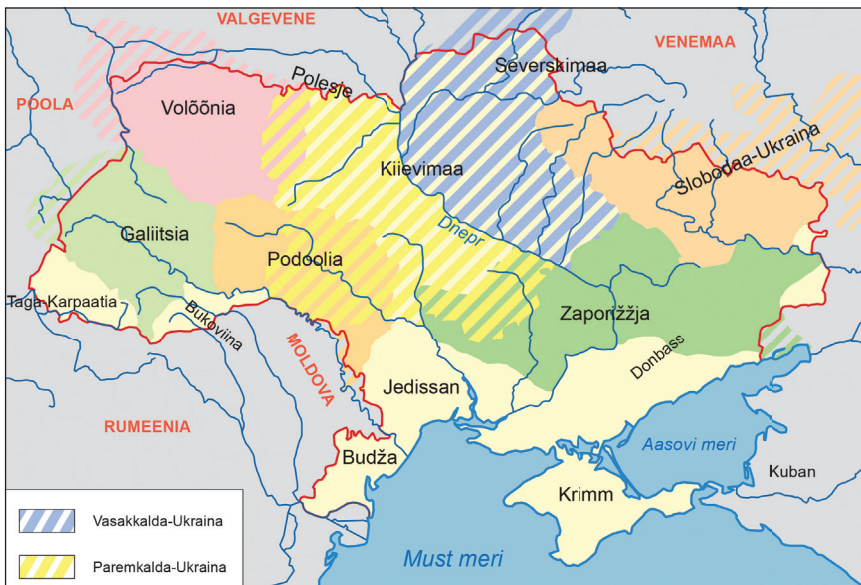 VALGEVENE
VENEMAA
Severskimaa
Polesje
POOLA
Volõõnia
Slobodaa-Ukraina
Kiievimaa
Dnepr
Galiitsia
Podoolia
Taga-Karpaatia
Bukoviina
Zaporižžja
MOLDOVA
Donbass
Jedissan
RUMEENIA
Aasovi meri
Budža
Kuban
Krimm
Vasakkalda-Ukraina
Must meri
Paremkalda-Ukraina